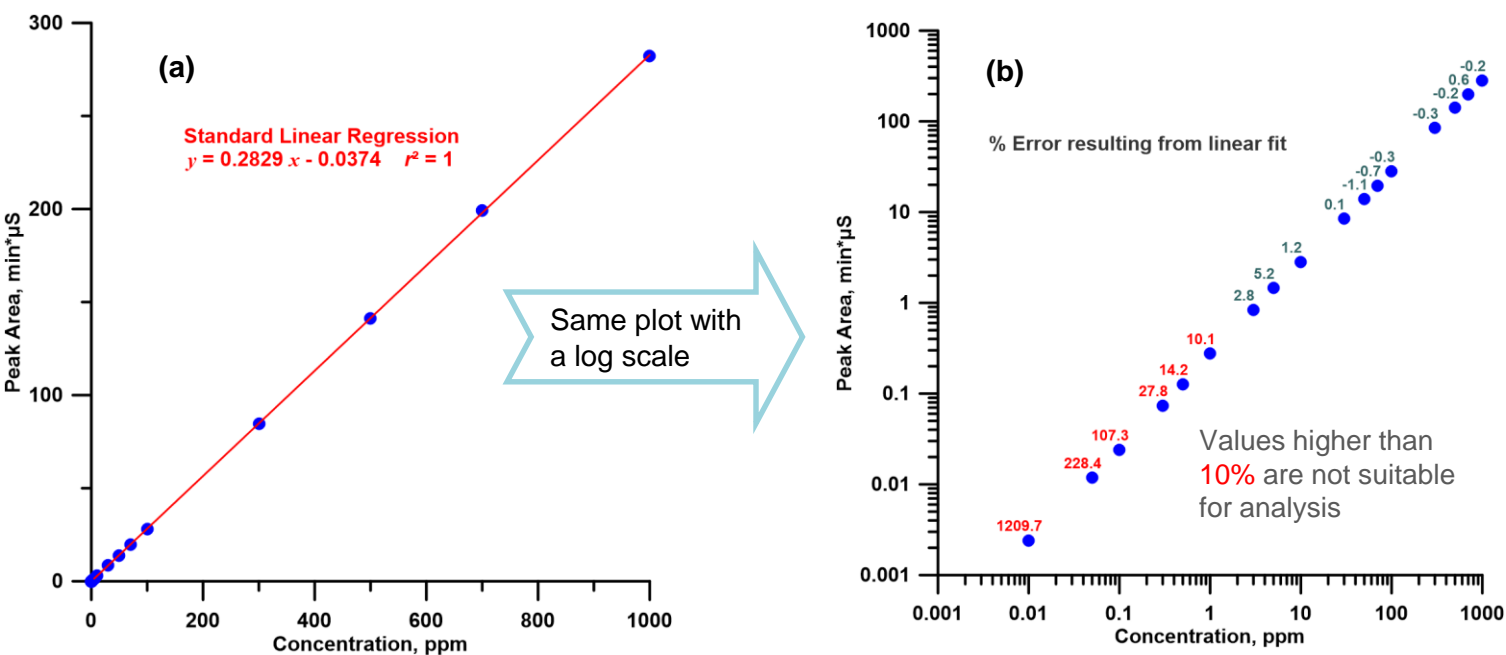 300
200
100
0
Peak Area, min*µS
(a)
Standard Linear Regression
y = 0.2829 x - 0.0374 r² = 1
0 200 400 600 800 1000
Concentration, ppm
Same plot with
a log scale
1000
100
10
1
0.1
0.01
0.001
Peak Area, min*µS
(b)
% Error resulting from linear fit
-0.2
0.6
-0.2
-0.3
-0.3
-0.7
-1.1
0.1
1.2
5.2
2.8
10.1
14.2
27.8
107.3
228.4
1209.7
Values higher than
10% are not suitable
for analysis
0.001 0.01 0.1 1 10 100 1000
Concentration, ppm